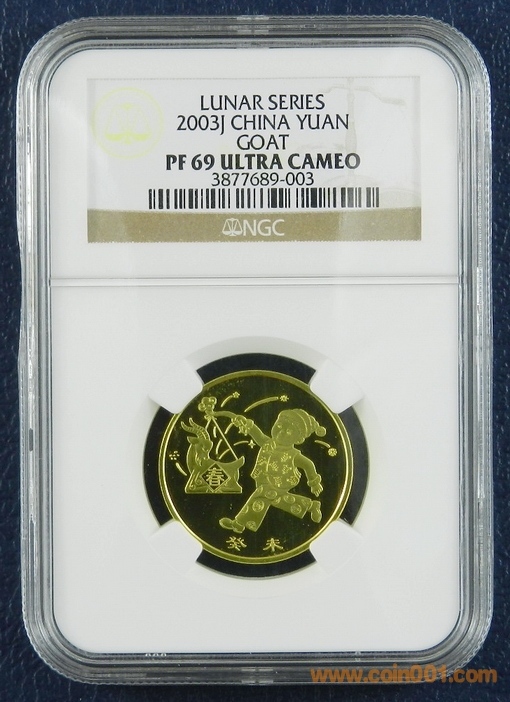 LUNAR SERIES
2003J CHINA YUAN
GOAT
PF 69 ULTRA CAMEO
3877689-003
NGC
春
癸未
www.coin001.com